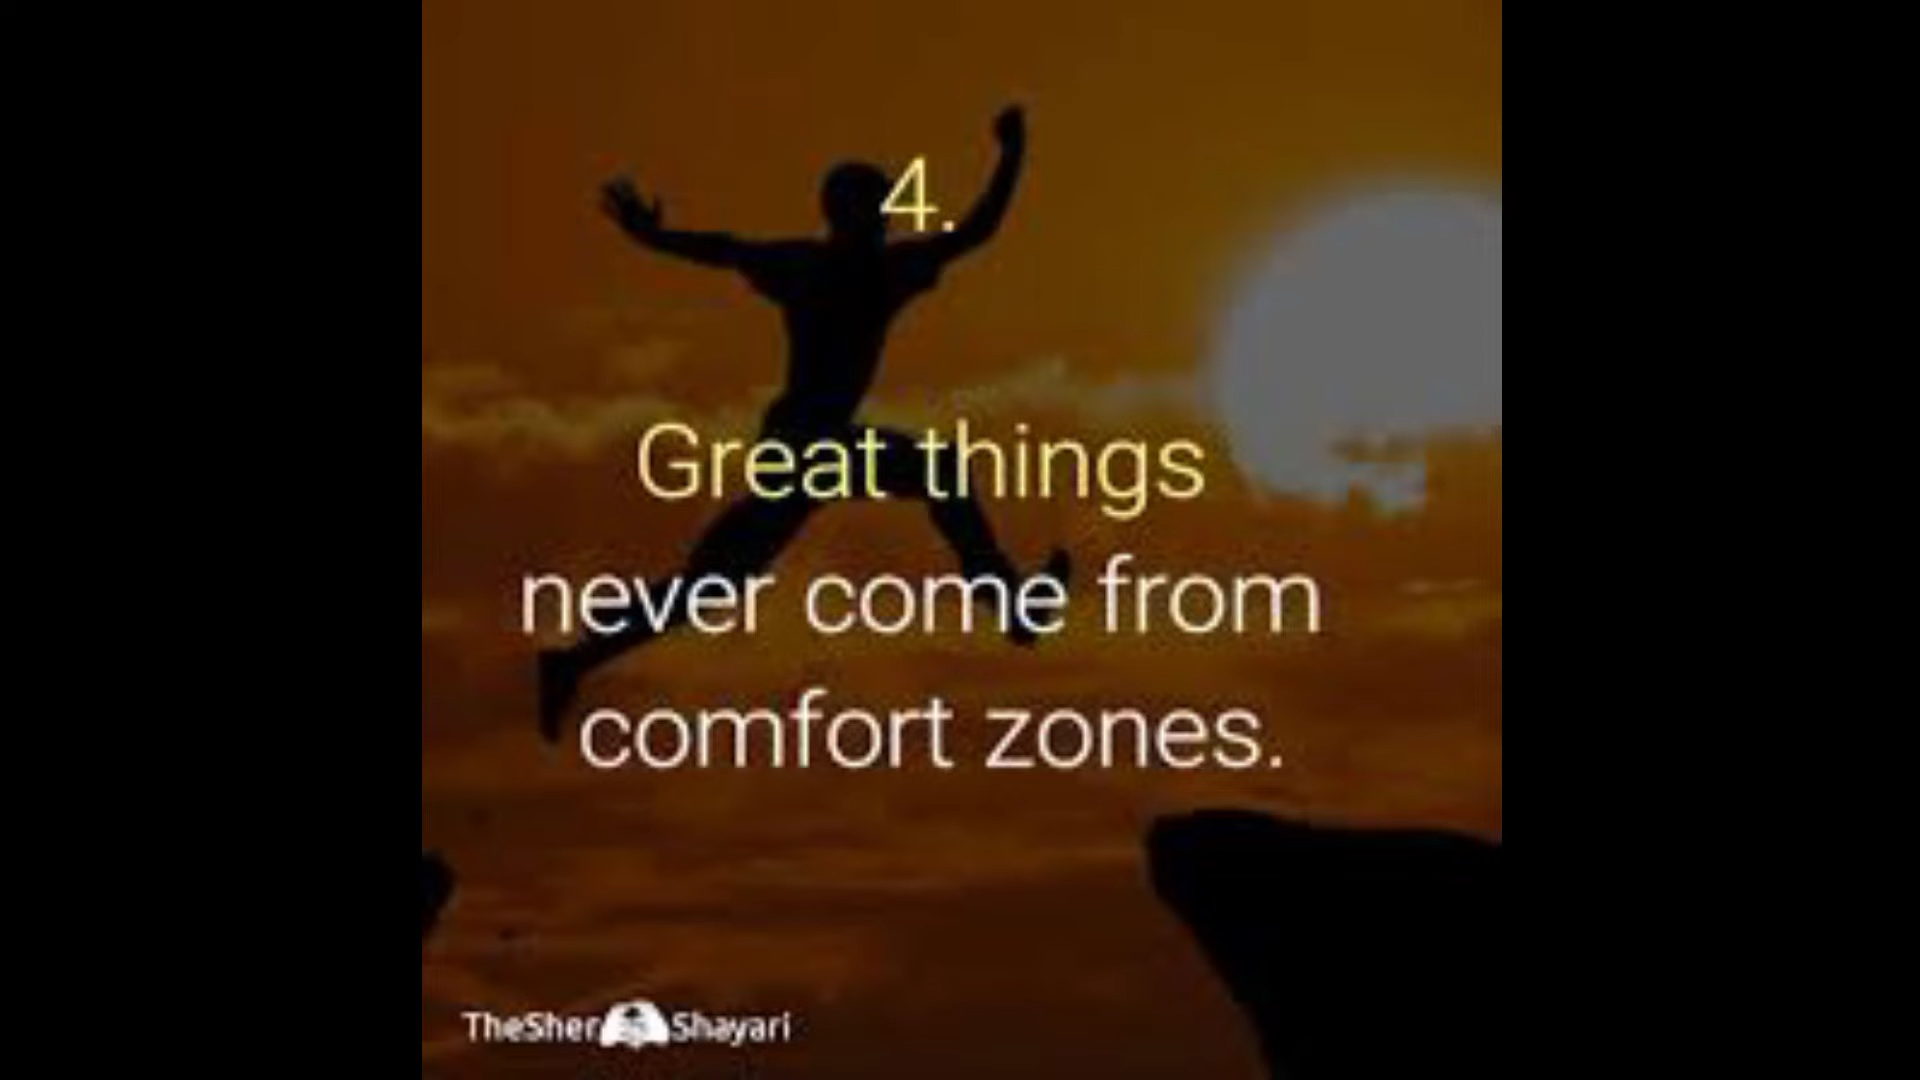 4.
Great things
never come from
comfort zones.
TheSher Shayari